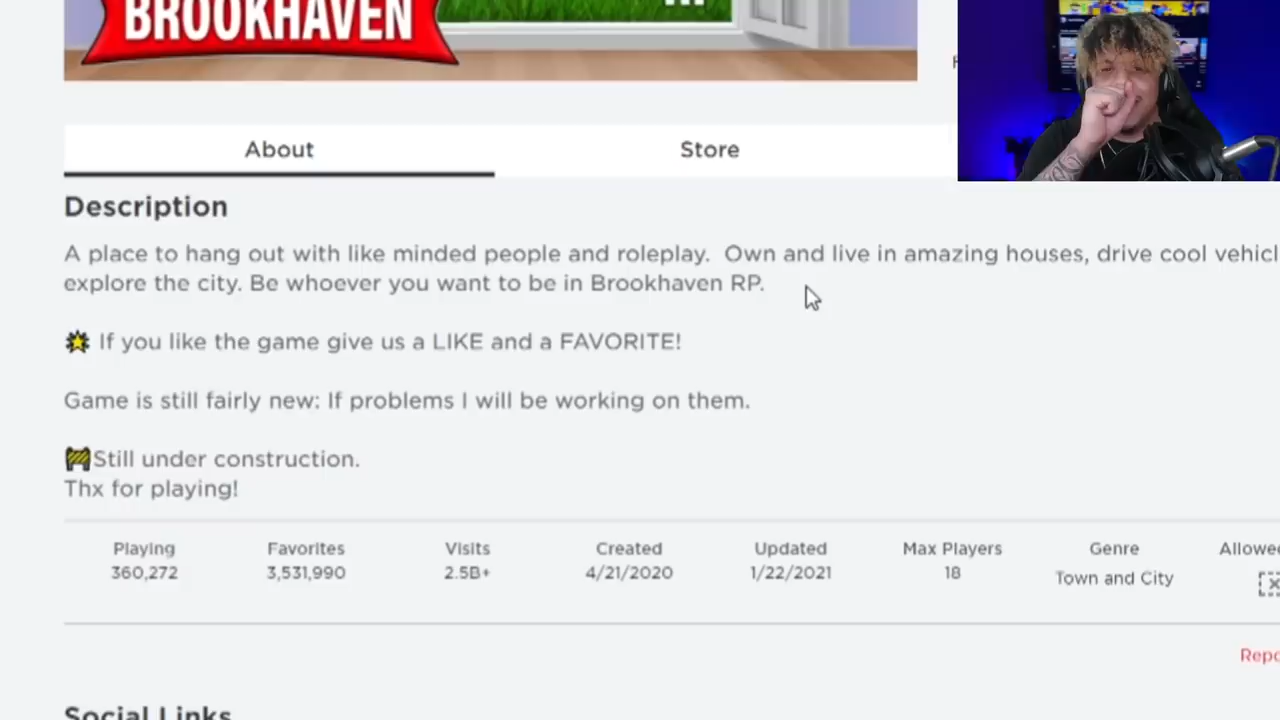 BROOKHAVEN
About
Store
Description
A place to hang out with like minded people and roleplay.  Own and live in amazing houses, drive cool vehicl
explore the city. Be whoever you want to be in Brookhaven RP.
If you like the game give us a LIKE and a FAVORITE!
Game is still fairly new: If problems I will be working on them.
Still under construction.
Thx for playing!
Playing Favorites Visits Created Updated Max Players Genre Allowed
360,272 3,531,990 2.5B+ 4/21/2020 1/22/2021 18 Town and City
Repo
Social Links